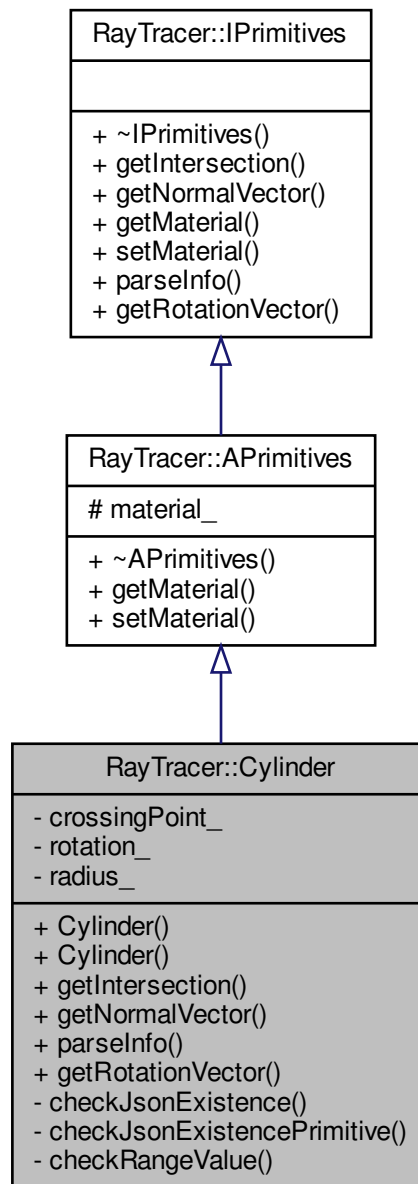 RayTracer::IPrimitives
+ ~IPrimitives()
+ getIntersection()
+ getNormalVector()
+ getMaterial()
+ setMaterial()
+ parseInfo()
+ getRotationVector()
RayTracer::APrimitives
# material_
+ ~APrimitives()
+ getMaterial()
+ setMaterial()
RayTracer::Cylinder
- crossingPoint_
- rotation_
- radius_
+ Cylinder()
+ Cylinder()
+ getIntersection()
+ getNormalVector()
+ parseInfo()
+ getRotationVector()
- checkJsonExistence()
- checkJsonExistencePrimitive()
- checkRangeValue()